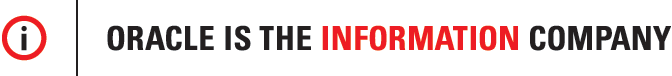 i ORACLE IS THE INFORMATION COMPANY